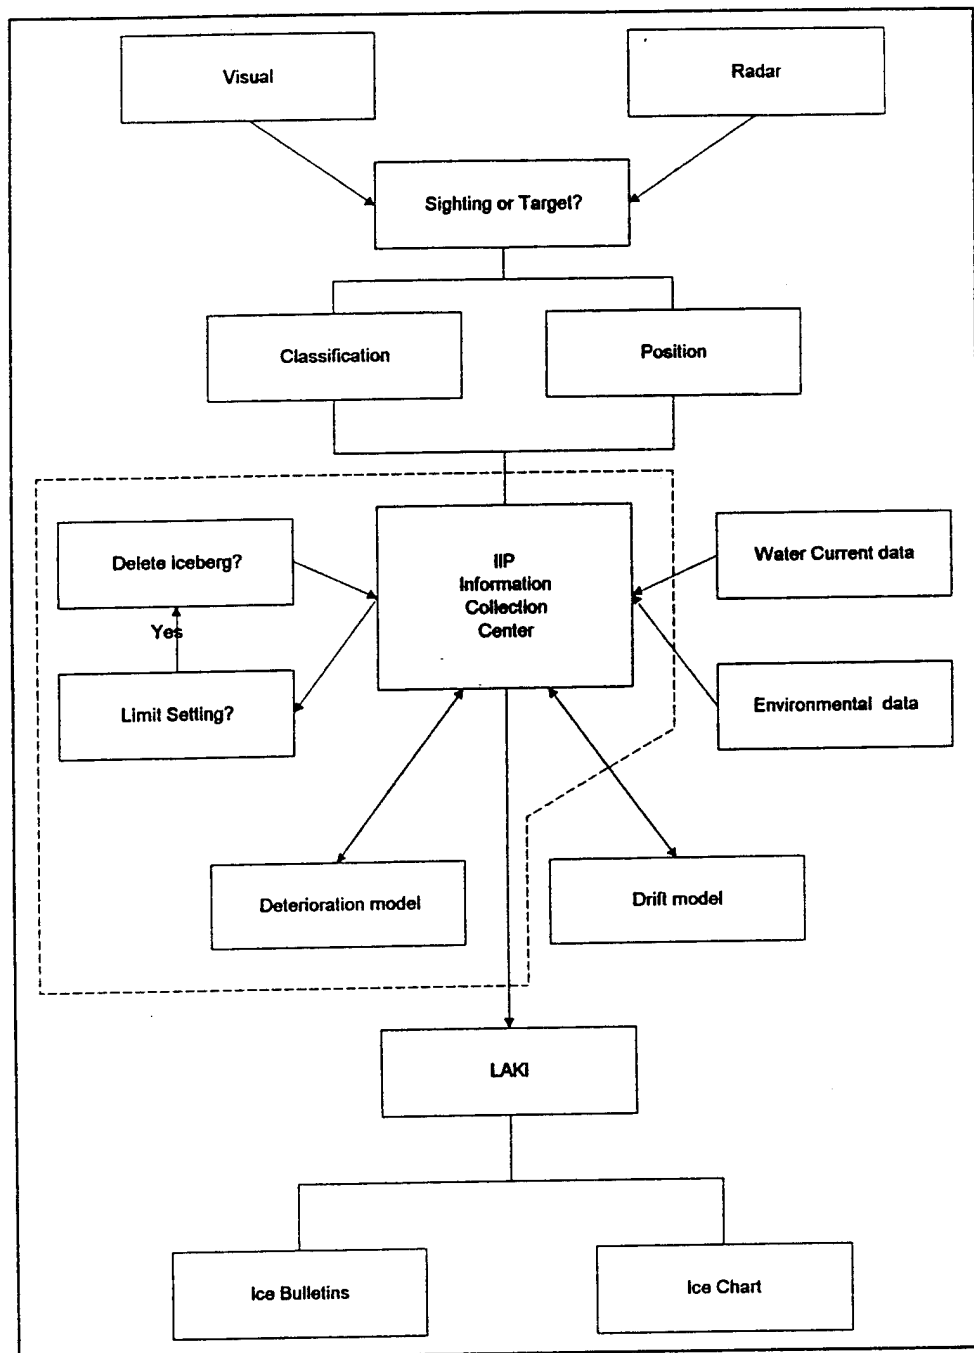 Visual
Radar
Sighting or Target?
Classification
Position
IIP
Information
Collection
Center
Delete iceberg?
Yes
Limit Setting?
Water Current data
Environmental data
Deterioration model
Drift model
LAKI
Ice Bulletins
Ice Chart